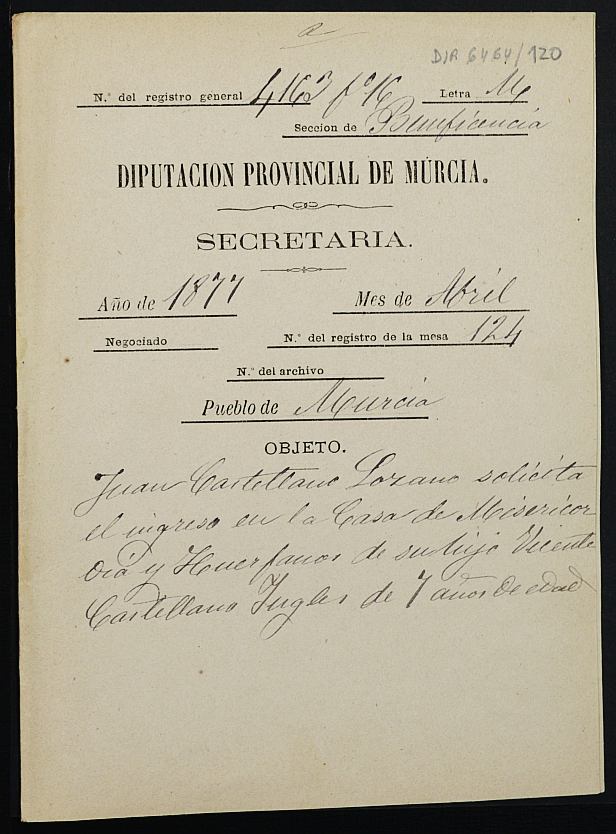 a
DIP 6464/120
N.º del registro general 4163 fº 16 Letra M
Seccion de Beneficencia
DIPUTACION PROVINCIAL DE MÚRCIA.
SECRETARIA.
Año de 1877 Mes de Abril
Negociado N.º del registro de la mesa 124
N.º del archivo
Pueblo de Murcia
OBJETO.
Juan Castellano Lozano solicita
el ingreso en la Casa de Misericor
dia y Huerfanos de su hijo Vicente
Castellano Ingles de 7 años de edad